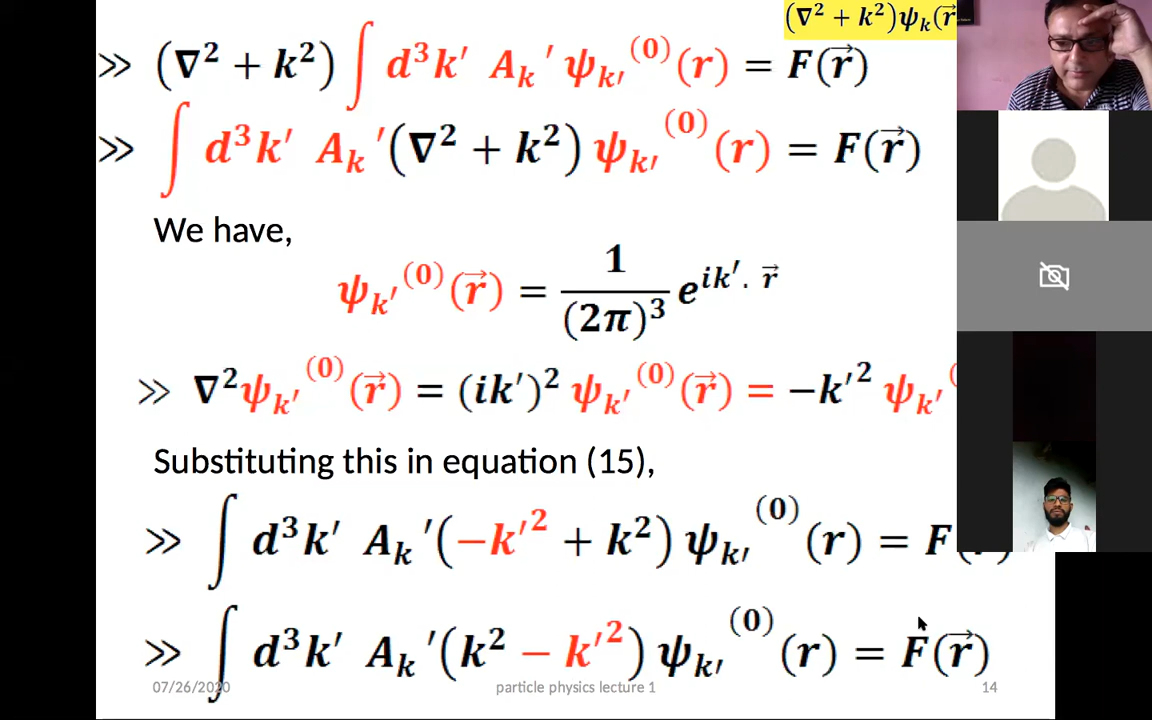 (∇² + k²)ψₖ(r
≫ (∇² + k²) ∫ d³k′ Aₖ′ ψₖ′⁽⁰⁾(r) = F(r⃗)
≫ ∫ d³k′ Aₖ′(∇² + k²) ψₖ′⁽⁰⁾(r) = F(r⃗)
We have,
ψₖ′⁽⁰⁾(r⃗) = 1/(2π)³ e^{ik′. r⃗}
≫ ∇²ψₖ′⁽⁰⁾(r⃗) = (ik′)² ψₖ′⁽⁰⁾(r⃗) = −k′² ψₖ′⁽
Substituting this in equation (15),
≫ ∫ d³k′ Aₖ′(−k′² + k²) ψₖ′⁽⁰⁾(r) = F
≫ ∫ d³k′ Aₖ′(k² − k′²) ψₖ′⁽⁰⁾(r) = F(r⃗)
07/26/2020 particle physics lecture 1 14